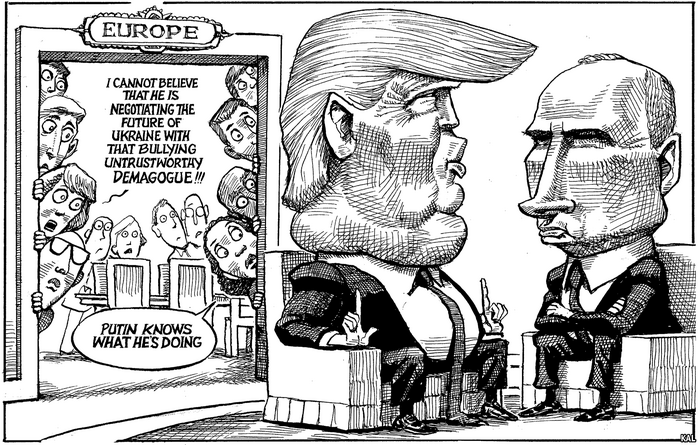 EUROPE
I CANNOT BELIEVE
THAT HE IS
NEGOTIATING THE
FUTURE OF
UKRAINE WITH
THAT BULLYING
UNTRUSTWORTHY
DEMAGOGUE!!!
PUTIN KNOWS
WHAT HE'S DOING